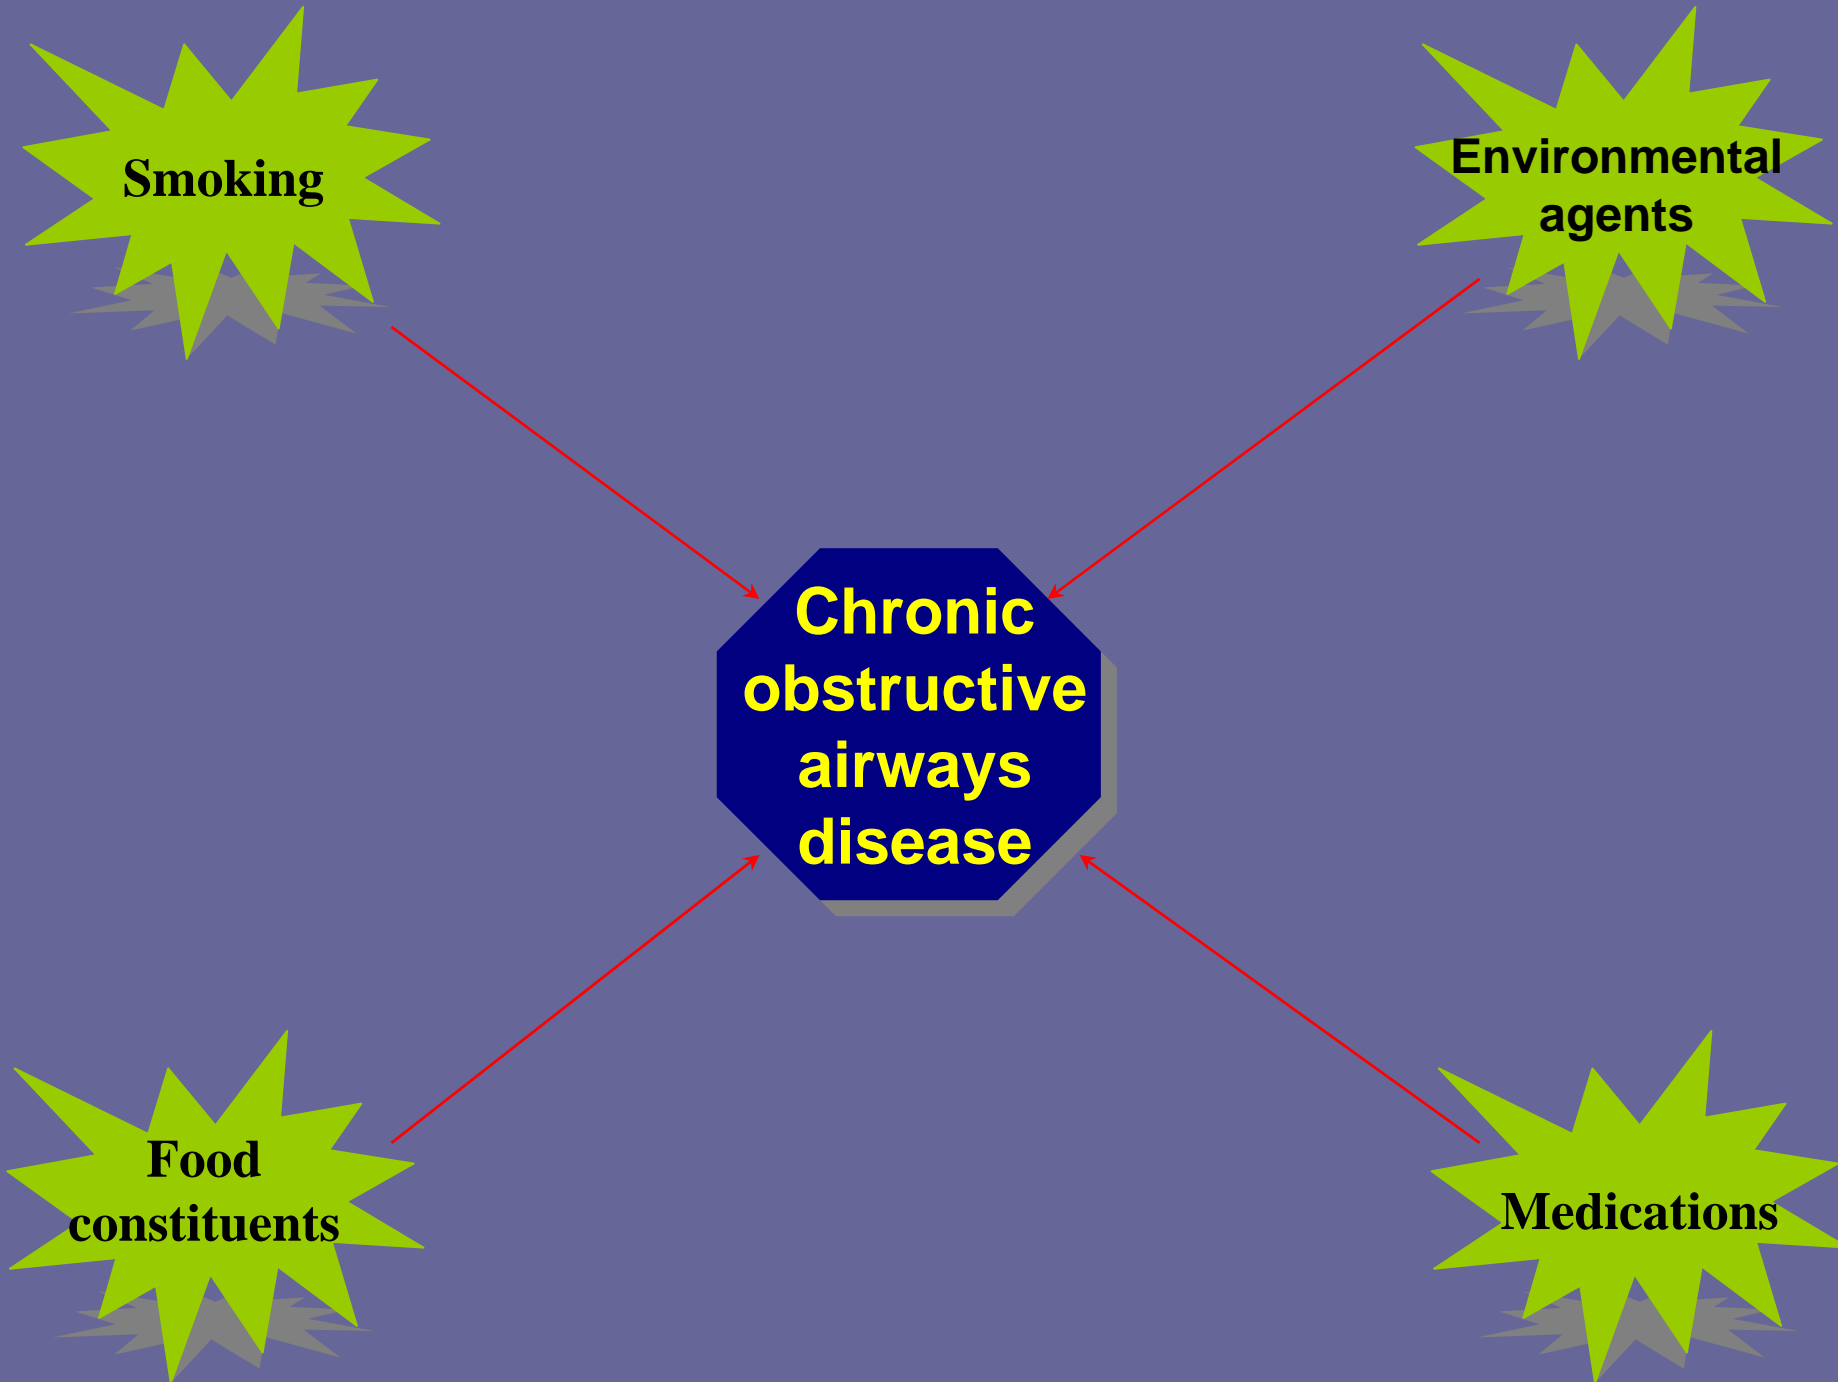 Smoking
Environmental
agents
Chronic
obstructive
airways
disease
Food
constituents
Medications